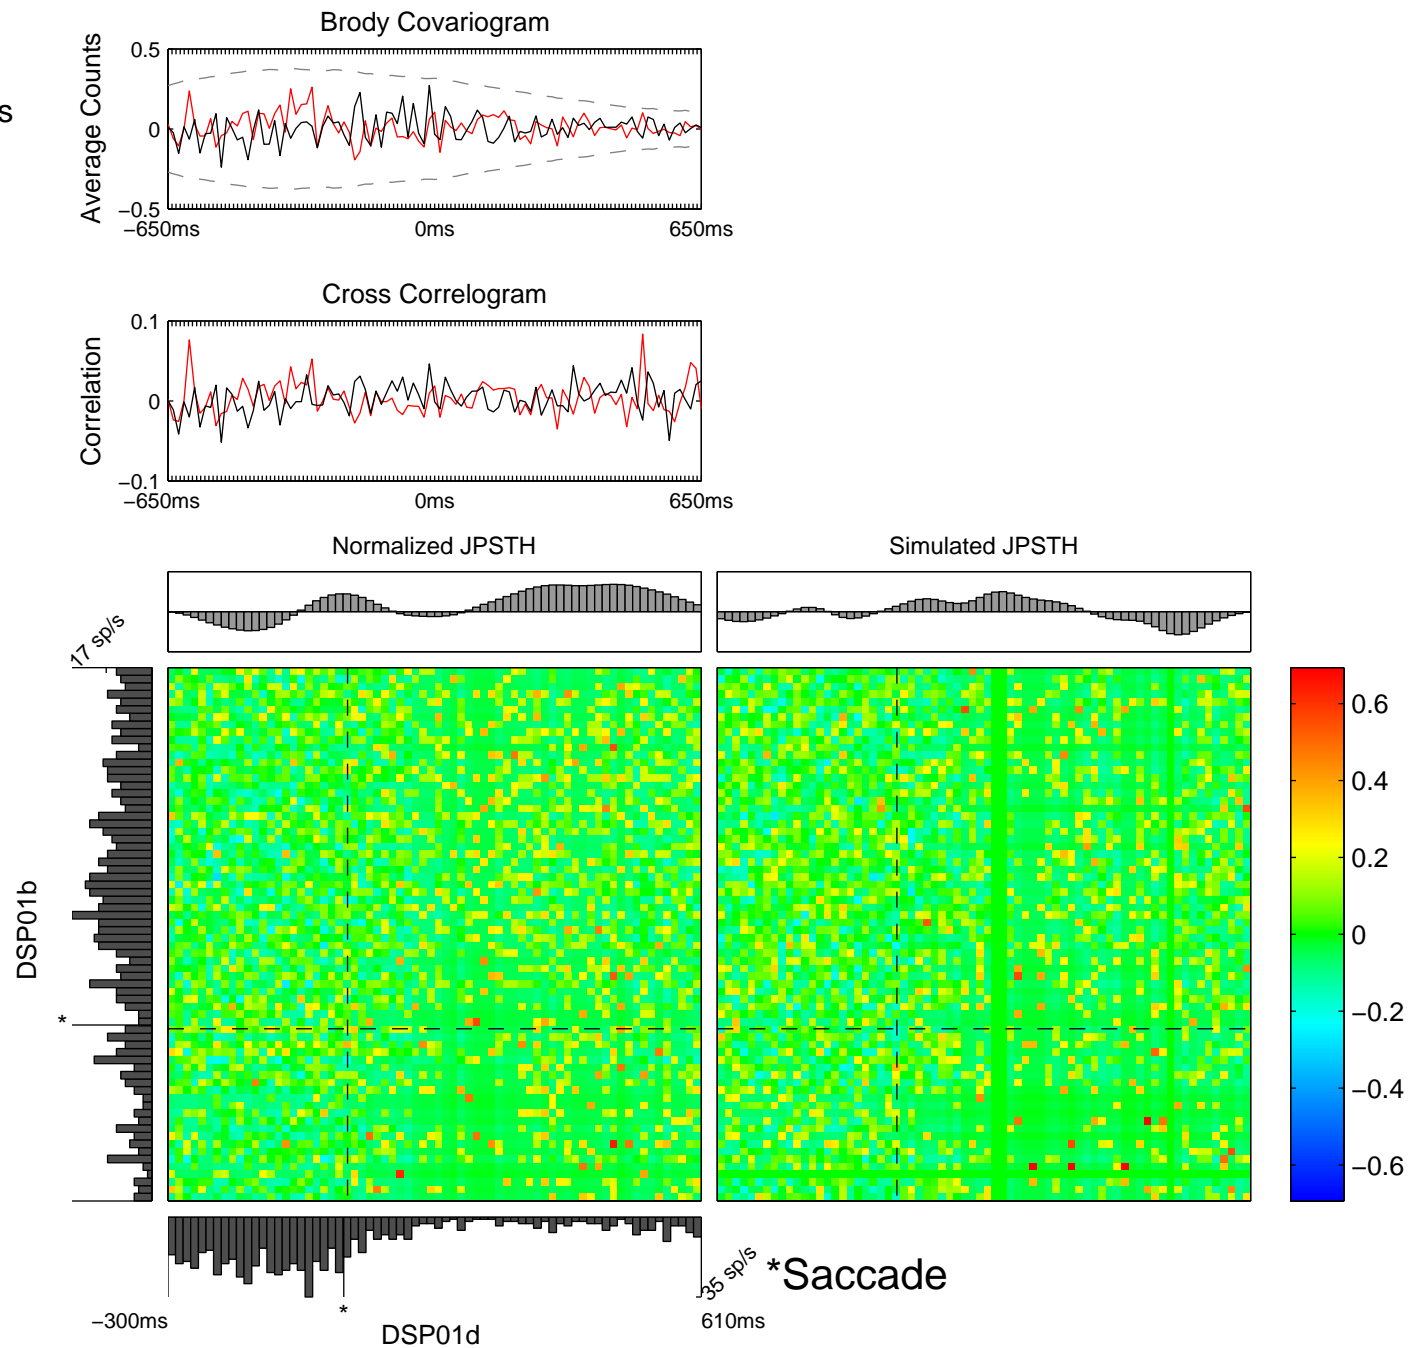 Brody Covariogram
s
Average Counts
0.5
0
−0.5
−650ms 0ms 650ms
Cross Correlogram
Correlation
0.1
0
−0.1
−650ms 0ms 650ms
Normalized JPSTH
Simulated JPSTH
17 sp/s
DSP01b
*
0.6
0.4
0.2
0
−0.2
−0.4
−0.6
35 sp/s
*Saccade
*
−300ms
610ms
DSP01d